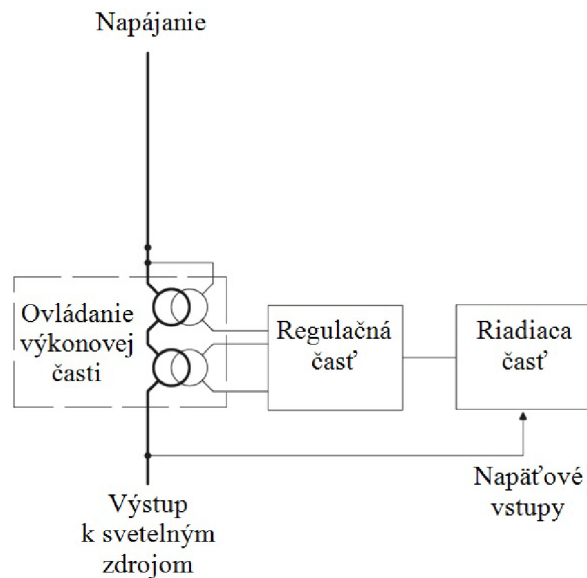 Napájanie
Ovládanie
výkonovej
časti
Regulačná
časť
Riadiaca
časť
Napäťové
vstupy
Výstup
k svetelným
zdrojom